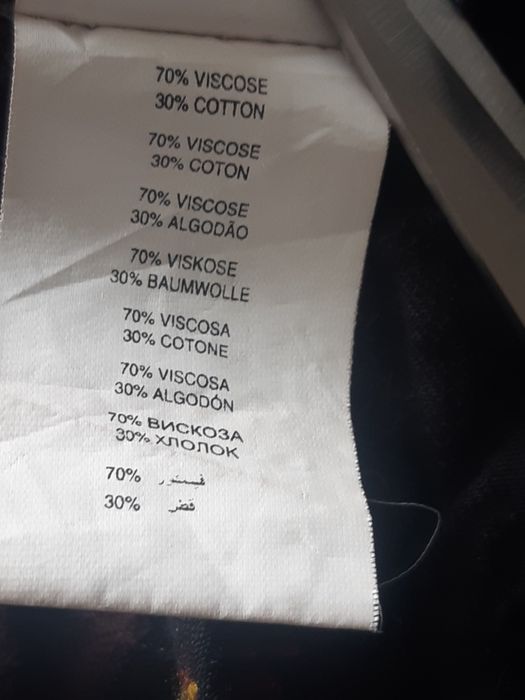 70% VISCOSE
30% COTTON
70% VISCOSE
30% COTON
70% VISCOSE
30% ALGODÃO
70% VISKOSE
30% BAUMWOLLE
70% VISCOSA
30% COTONE
70% VISCOSA
30% ALGODÓN
70% ВИСКОЗА
30% ХЛОПОК
70%
30%